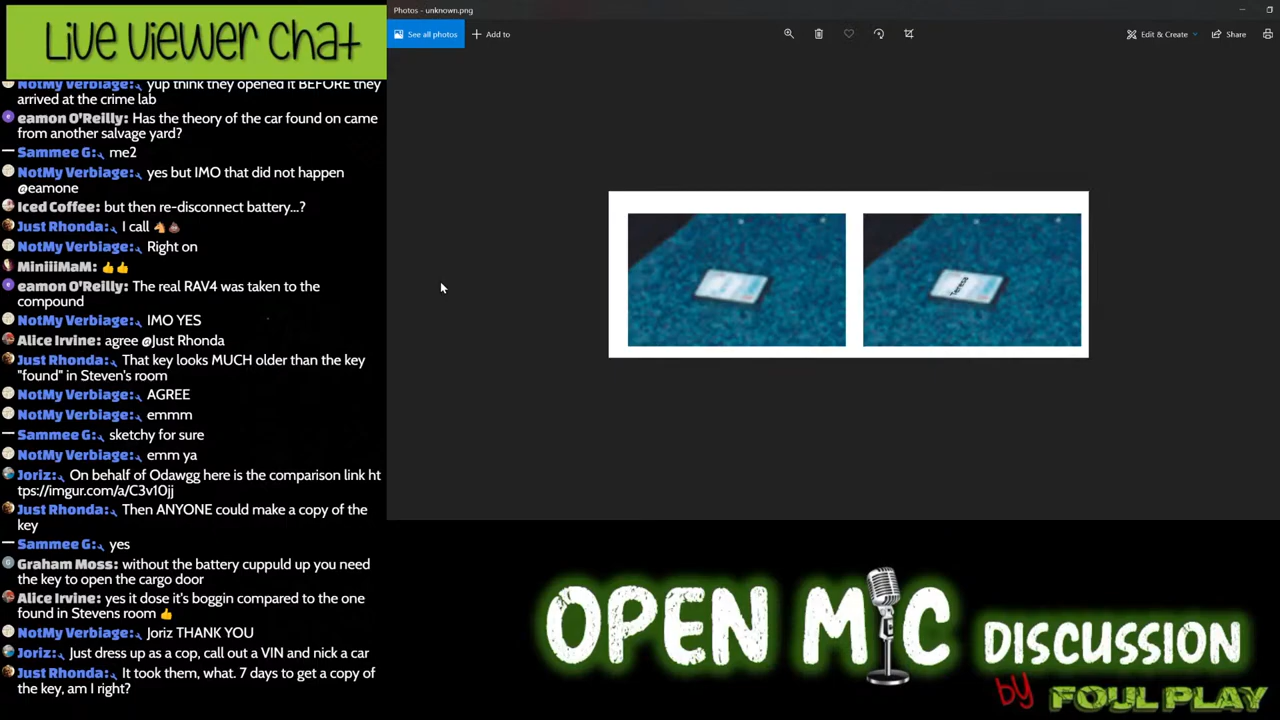 Live Viewer Chat
NotMy Verbiage: yup think they opened it BEFORE they
arrived at the crime lab
eamon O'Reilly: Has the theory of the car found on came
from another salvage yard?
Sammee G: me2
NotMy Verbiage: yes but IMO that did not happen
@eamone
Iced Coffee: but then re-disconnect battery...?
Just Rhonda: I call 🐴💩
NotMy Verbiage: Right on
MiniiiMaM: 👍👍
eamon O'Reilly: The real RAV4 was taken to the
compound
NotMy Verbiage: IMO YES
Alice Irvine: agree @Just Rhonda
Just Rhonda: That key looks MUCH older than the key
"found" in Steven's room
NotMy Verbiage: AGREE
NotMy Verbiage: emmm
Sammee G: sketchy for sure
NotMy Verbiage: emm ya
Joriz: On behalf of Odawgg here is the comparison link ht
tps://imgur.com/a/C3v10jj
Just Rhonda: Then ANYONE could make a copy of the
key
Sammee G: yes
Graham Moss: without the battery cuppuld up you need
the key to open the cargo door
Alice Irvine: yes it dose it's boggin compared to the one
found in Stevens room 👍
NotMy Verbiage: Joriz THANK YOU
Joriz: Just dress up as a cop, call out a VIN and nick a car
Just Rhonda: It took them, what. 7 days to get a copy of
the key, am I right?
Photos - unknown.png
See all photos
Add to
Edit & Create
Share
Teresa
OPEN MIC
DISCUSSION
by FOUL PLAY